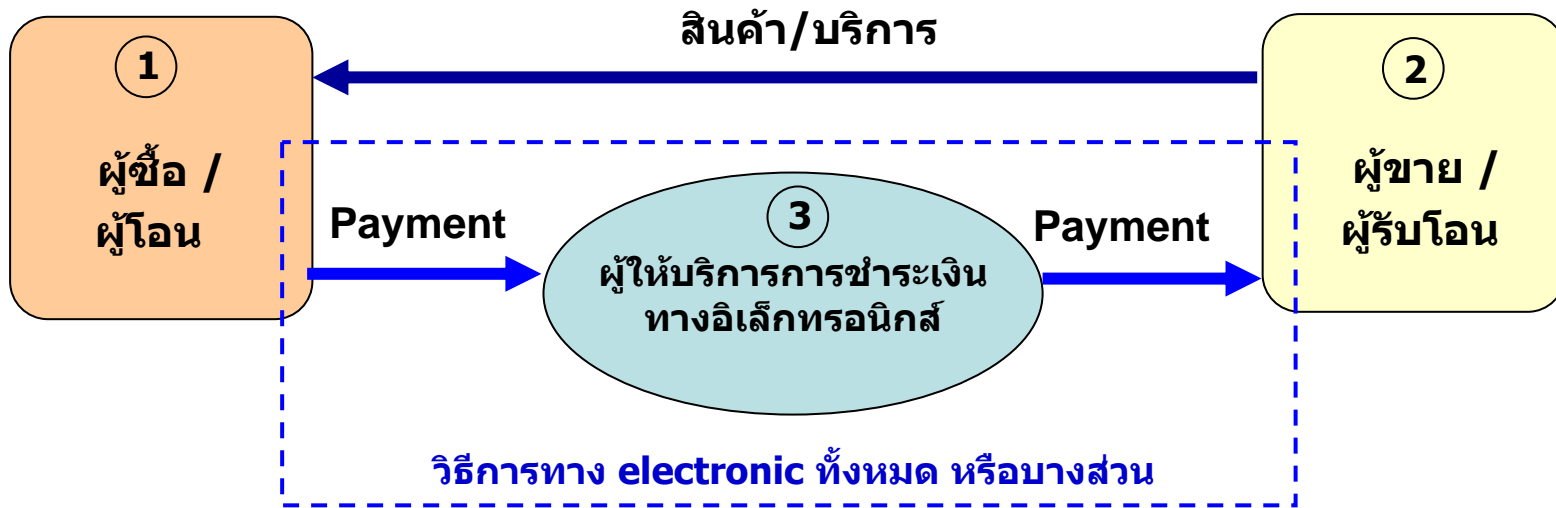 สินค้า/บริการ
1
ผู้ซื้อ /
ผู้โอน
Payment
3
ผู้ให้บริการการชำระเงิน
ทางอิเล็กทรอนิกส์
Payment
2
ผู้ขาย /
ผู้รับโอน
วิธีการทาง electronic ทั้งหมด หรือบางส่วน